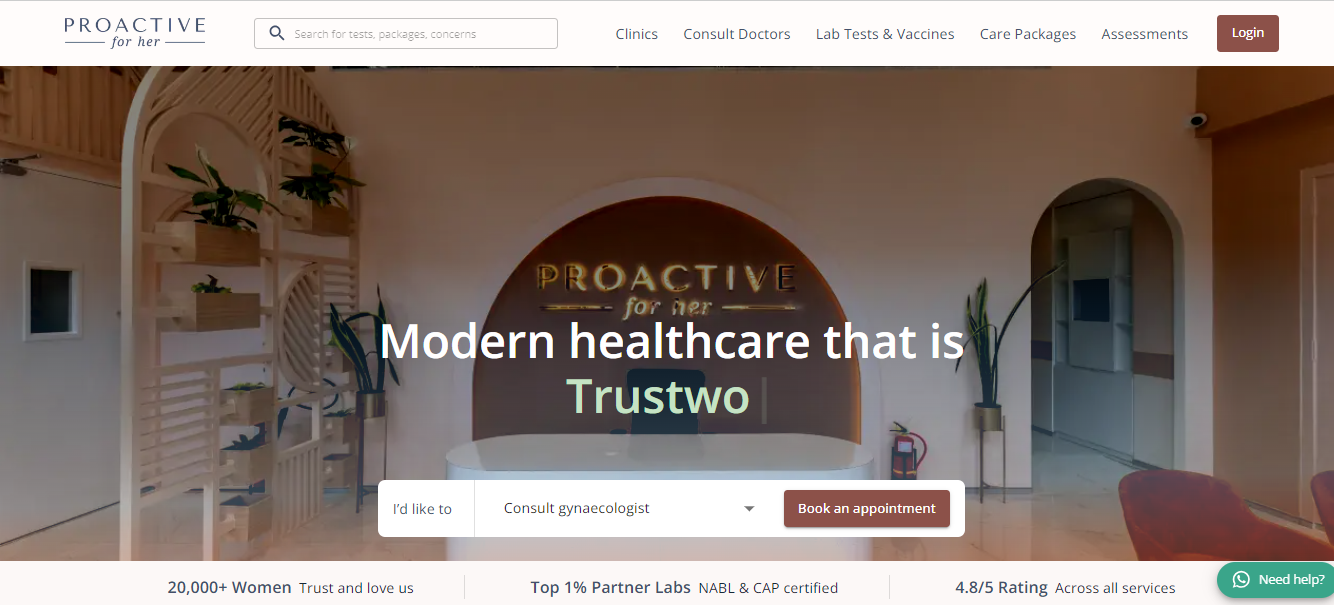 PROACTIVE
for her
Search for tests, packages, concerns
Clinics
Consult Doctors
Lab Tests & Vaccines
Care Packages
Assessments
Login
PROACTIVE
for her
Modern healthcare that is
Trustwo
I'd like to
Consult gynaecologist
Book an appointment
20,000+ Women Trust and love us
Top 1% Partner Labs NABL & CAP certified
4.8/5 Rating Across all services
Need help?